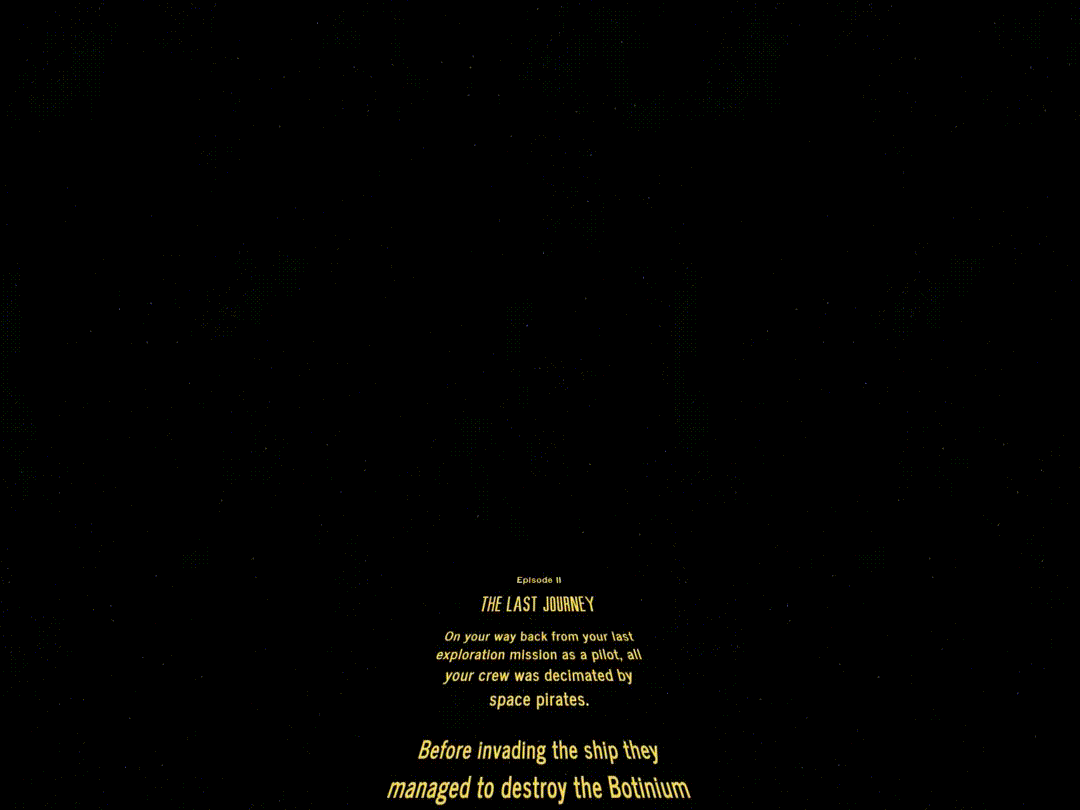 Episode II
THE LAST JOURNEY
On your way back from your last
exploration mission as a pilot, all
your crew was decimated by
space pirates.
Before invading the ship they
managed to destroy the Botinium